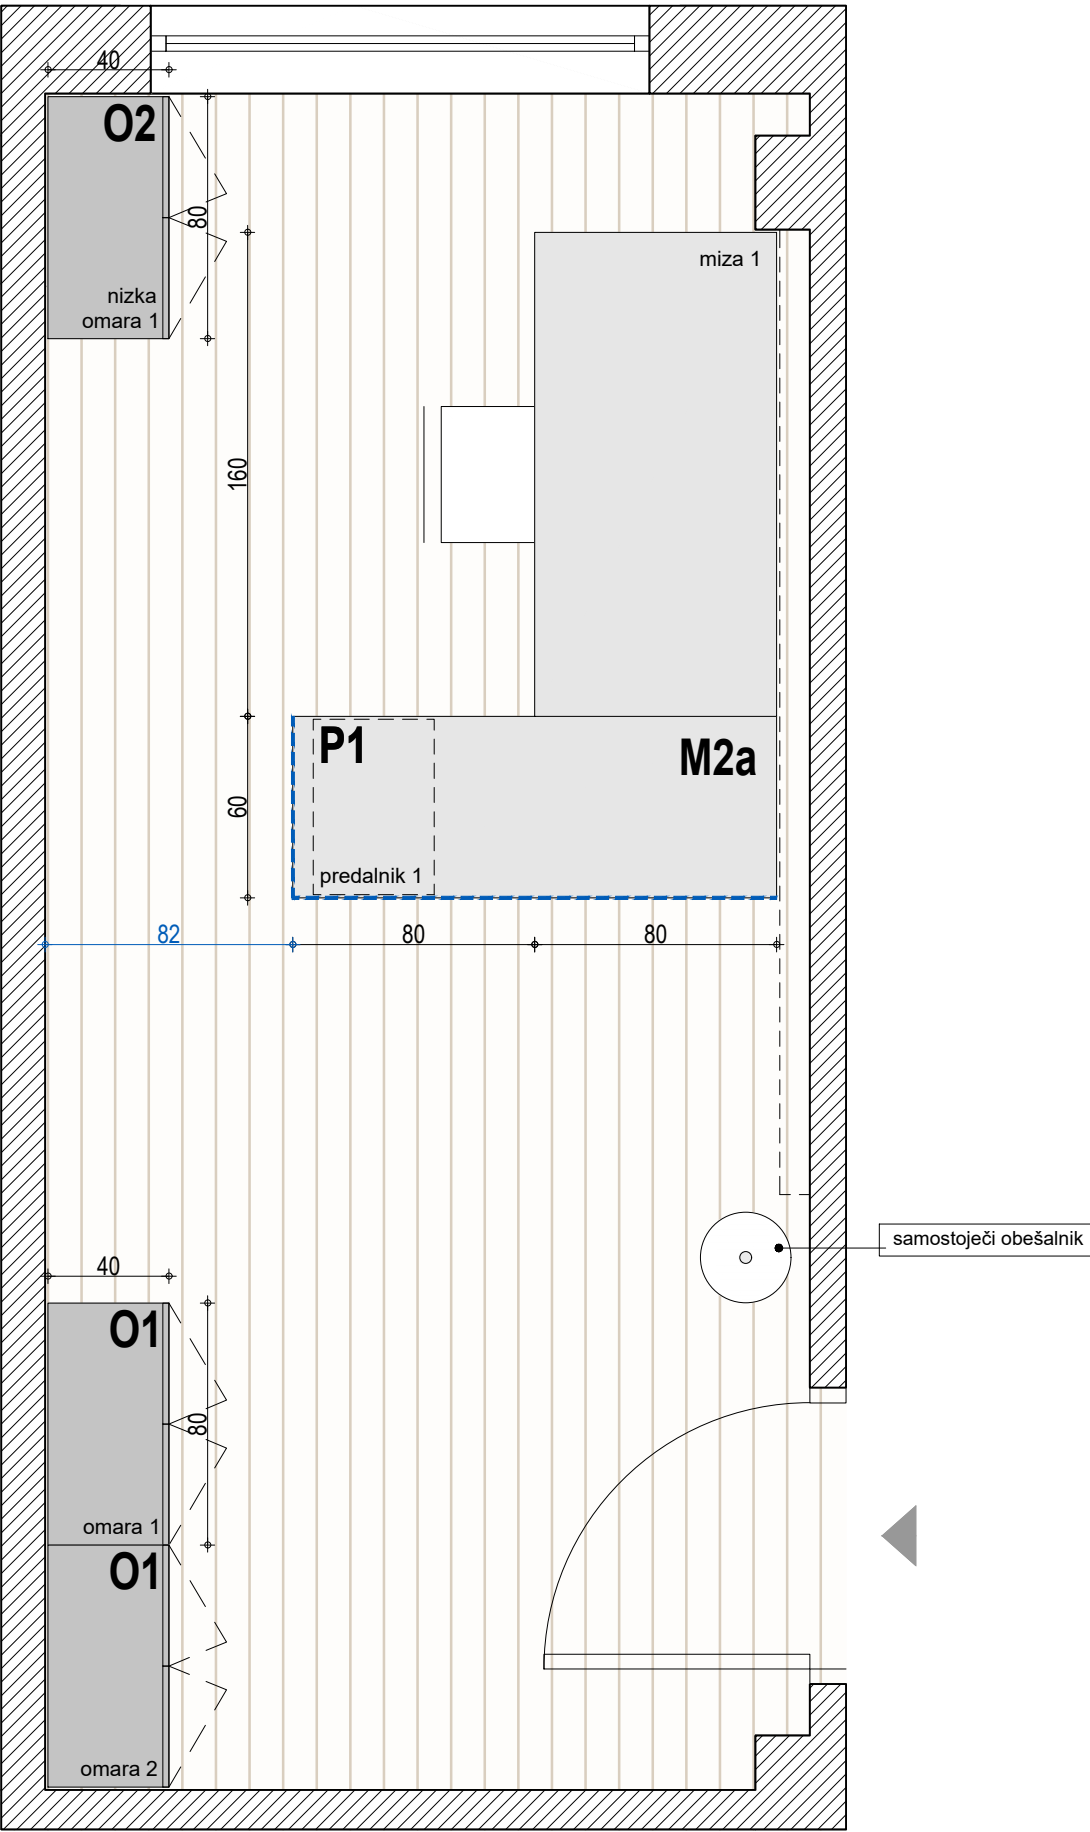 40
O2
80
nizka
omara 1
miza 1
160
P1
M2a
60
predalnik 1
82
80
80
samostoječi obešalnik
40
O1
80
omara 1
O1
omara 2